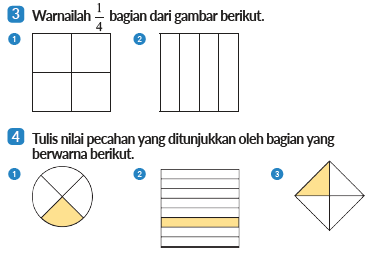 3 Warnailah 1/4 bagian dari gambar berikut.
1 2
4 Tulis nilai pecahan yang ditunjukkan oleh bagian yang
berwarna berikut.
1 2 3